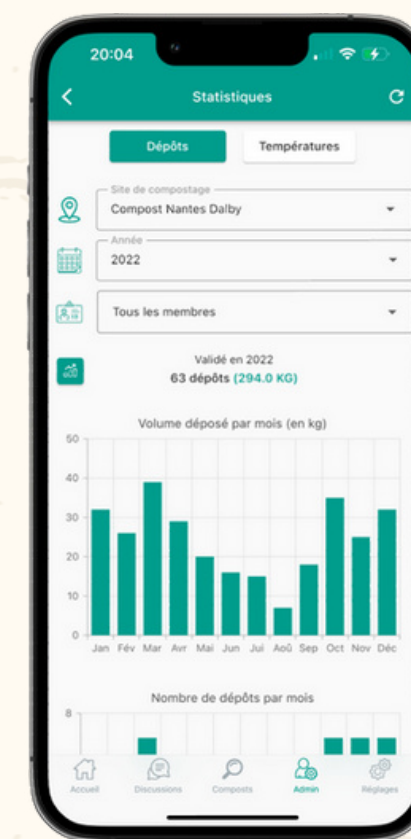 20:04
Statistiques
Dépôts Températures
Site de compostage
Compost Nantes Dalby
Année
2022
Tous les membres
Validé en 2022
63 dépôts (294.0 KG)
Volume déposé par mois (en kg)
50
40
30
20
10
0
Jan Fév Mar Avr Mai Jun Jui Aoû Sep Oct Nov Déc
Nombre de dépôts par mois
8
Accueil Discussions Composts Admin Réglages